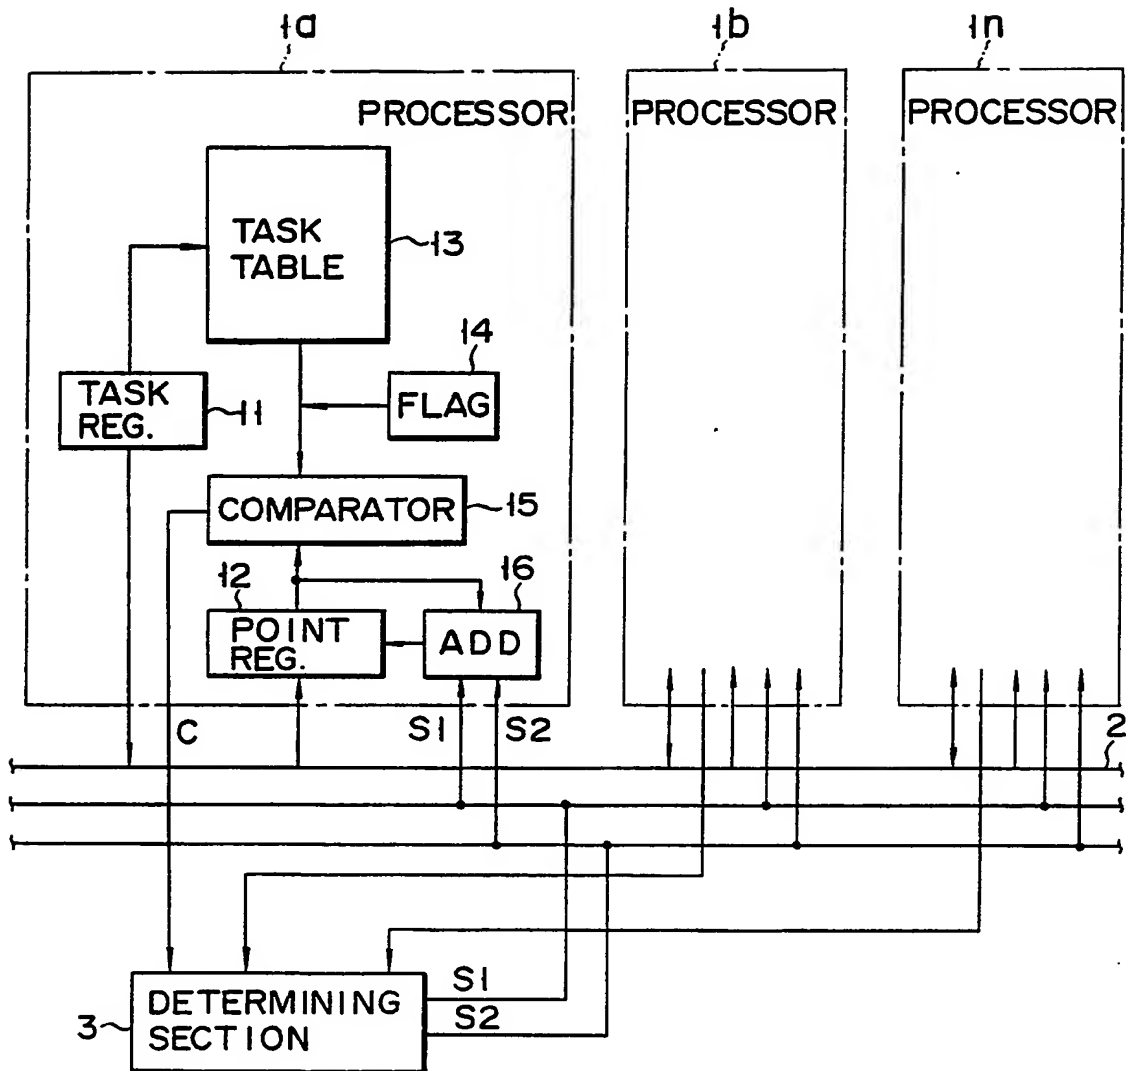 1a
1b
1n
PROCESSOR
PROCESSOR
PROCESSOR
TASK
TABLE
13
14
FLAG
TASK
REG.
11
COMPARATOR
15
12
16
POINT
REG.
ADD
C
S1
S2
2
S1
S2
DETERMINING
SECTION
3